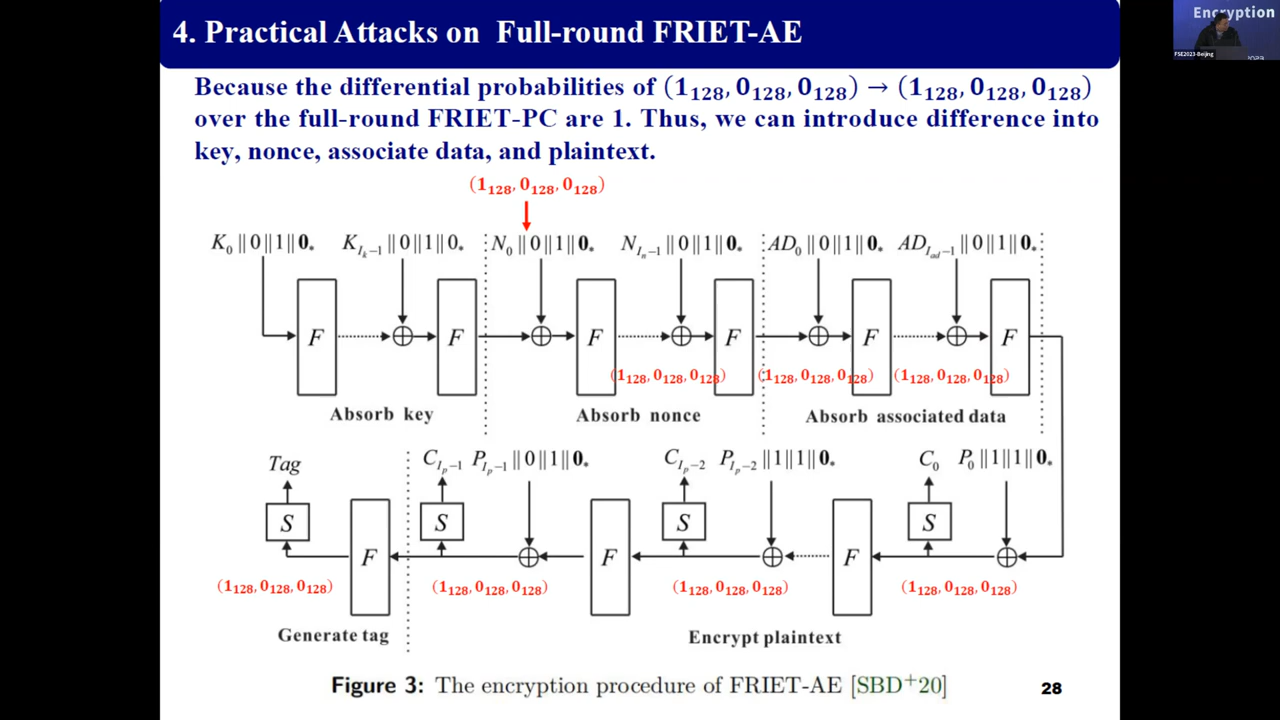 4. Practical Attacks on Full-round FRIET-AE
Encryption
FSE2023-Beijing
Because the differential probabilities of (1₁₂₈, 0₁₂₈, 0₁₂₈) → (1₁₂₈, 0₁₂₈, 0₁₂₈)
over the full-round FRIET-PC are 1. Thus, we can introduce difference into
key, nonce, associate data, and plaintext.
(1₁₂₈, 0₁₂₈, 0₁₂₈)
K₀ || 0 || 1 || 0* K_{l_k-1} || 0 || 1 || 0* N₀ || 0 || 1 || 0* N_{l_n-1} || 0 || 1 || 0* AD₀ || 0 || 1 || 0* AD_{l_{ad}-1} || 0 || 1 || 0*
F F F F F F
(1₁₂₈, 0₁₂₈, 0₁₂₈) (1₁₂₈, 0₁₂₈, 0₁₂₈) (1₁₂₈, 0₁₂₈, 0₁₂₈)
Absorb key Absorb nonce Absorb associated data
Tag C_{l_p-1} P_{l_p-1} || 0 || 1 || 0* C_{l_p-2} P_{l_p-2} || 1 || 1 || 0* C₀ P₀ || 1 || 1 || 0*
S S S S
F F F
(1₁₂₈, 0₁₂₈, 0₁₂₈) (1₁₂₈, 0₁₂₈, 0₁₂₈) (1₁₂₈, 0₁₂₈, 0₁₂₈) (1₁₂₈, 0₁₂₈, 0₁₂₈)
Generate tag Encrypt plaintext
Figure 3: The encryption procedure of FRIET-AE [SBD⁺20]
28